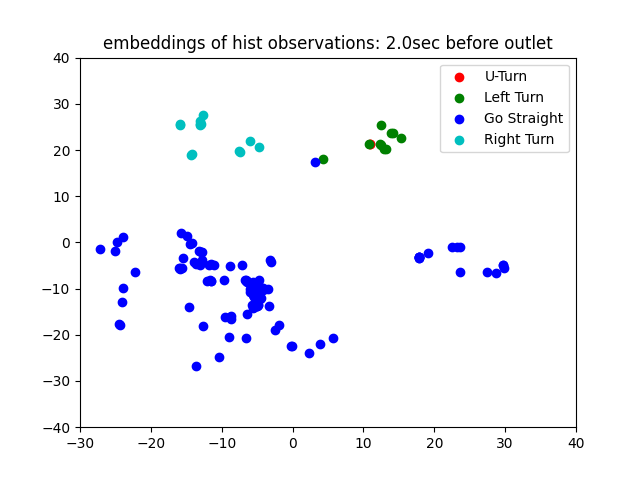 embeddings of hist observations: 2.0sec before outlet
40
30
20
10
0
−10
−20
−30
−40
U-Turn
Left Turn
Go Straight
Right Turn
−30 −20 −10 0 10 20 30 40